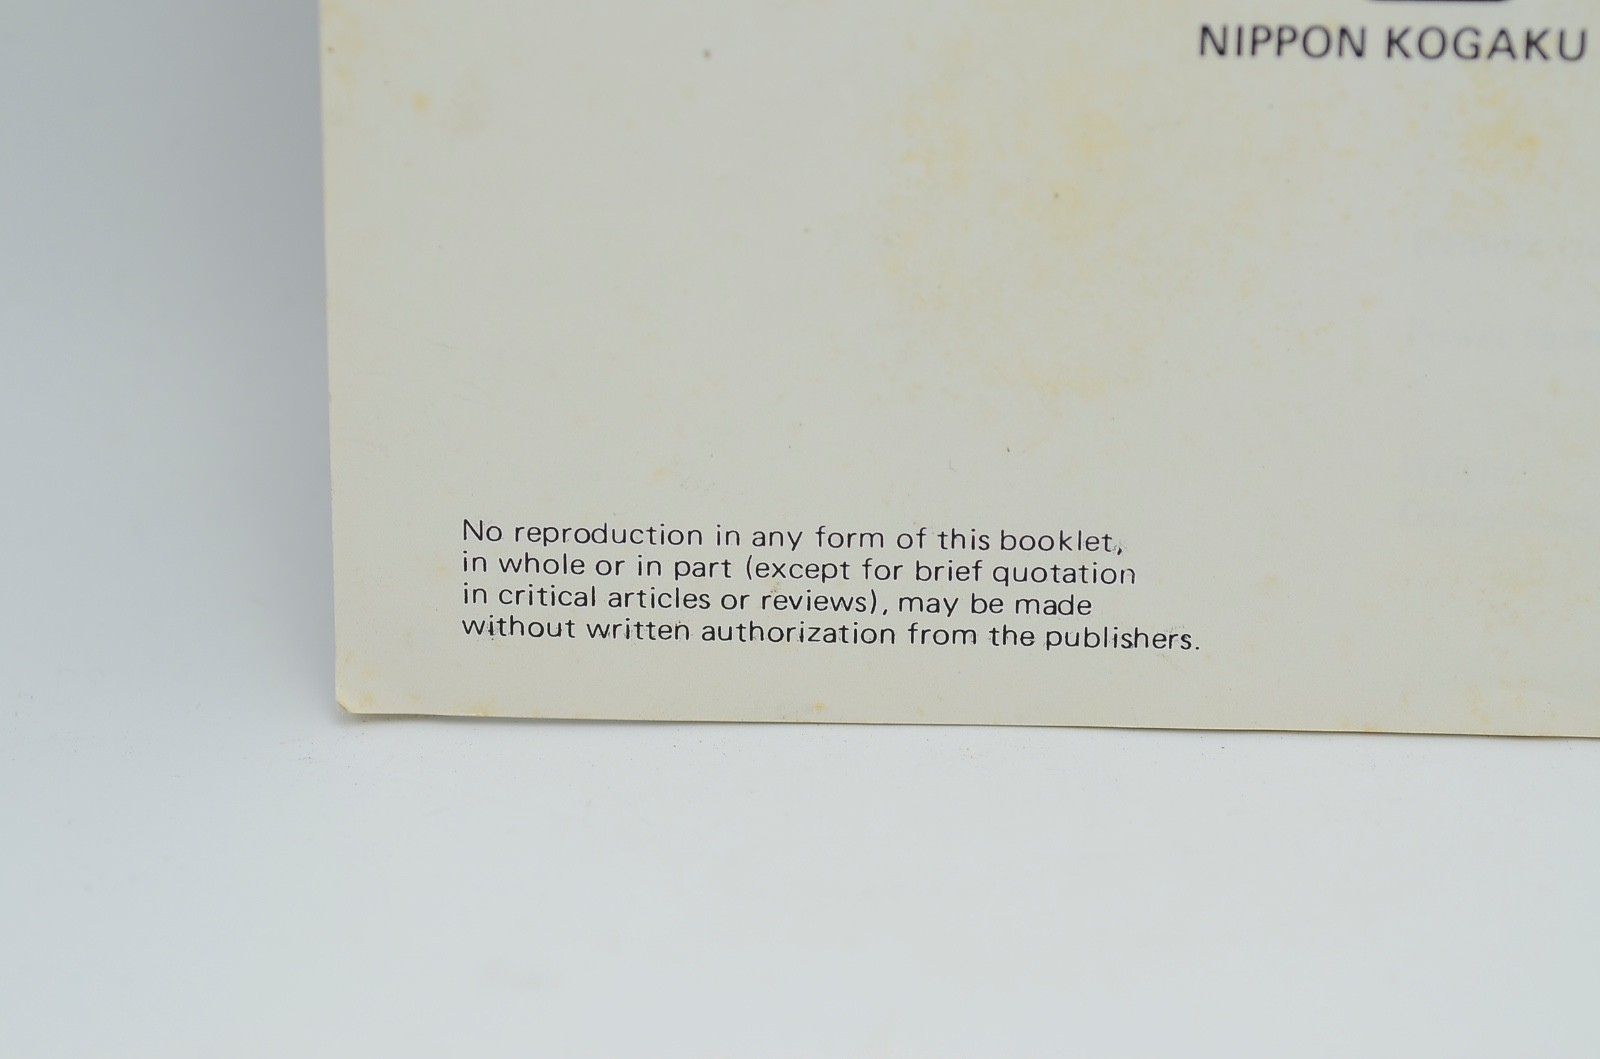 NIPPON KOGAKU
No reproduction in any form of this booklet,
in whole or in part (except for brief quotation
in critical articles or reviews), may be made
without written authorization from the publishers.